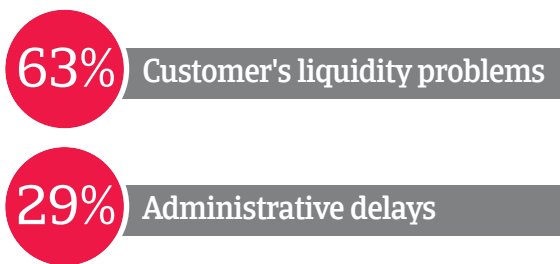 63% Customer's liquidity problems
29% Administrative delays